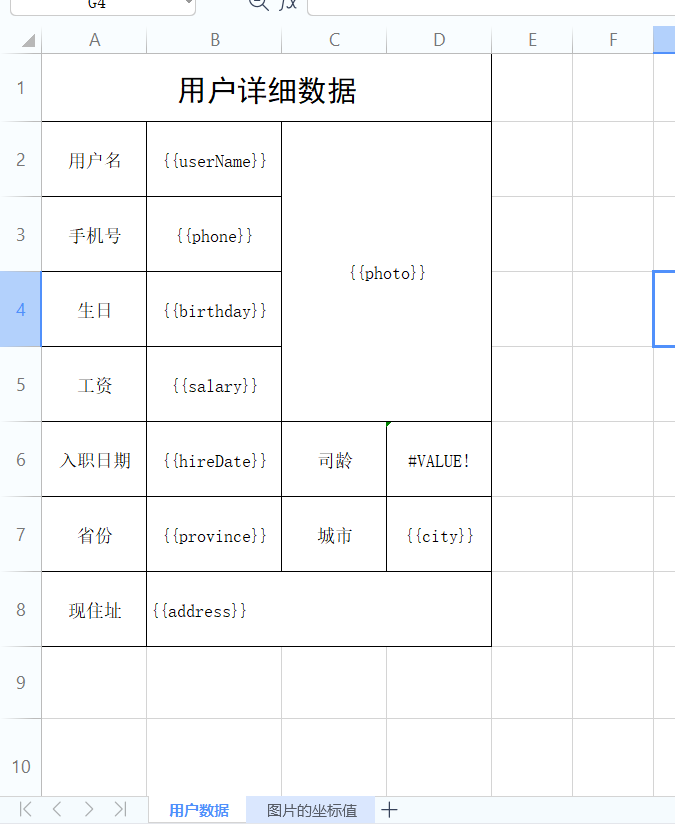 G4
fx
A B C D E F
1 用户详细数据
2 用户名 {{userName}} {{photo}}
3 手机号 {{phone}}
4 生日 {{birthday}}
5 工资 {{salary}}
6 入职日期 {{hireDate}} 司龄 #VALUE!
7 省份 {{province}} 城市 {{city}}
8 现住址 {{address}}
9
10
用户数据 图片的坐标值